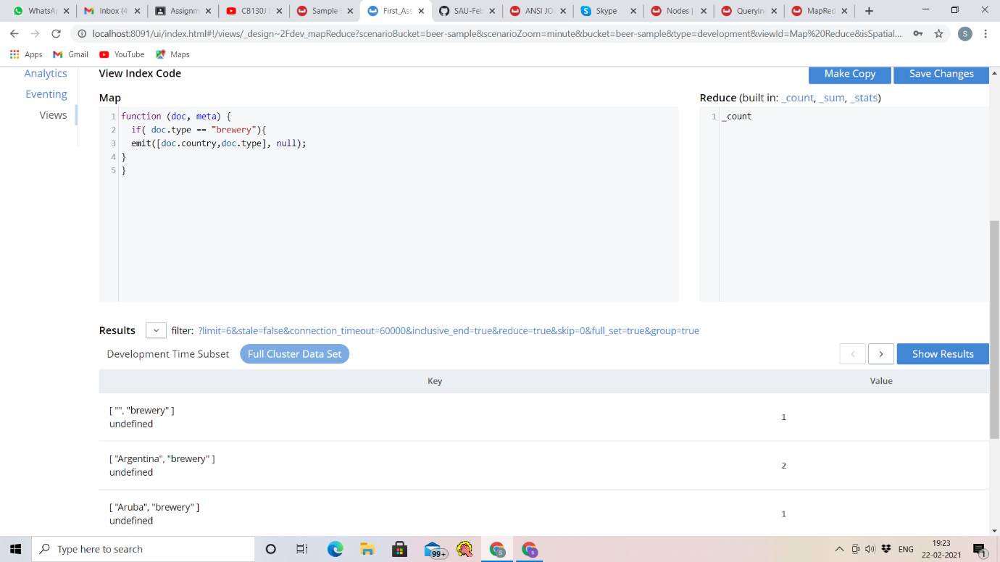 WhatsA
Inbox (4
Assignm
CB130J
Sample
First_Ass
SAU-Feb
ANSI JO
Skype
Nodes |
Queryin
MapRed
localhost:8091/ui/index.html#!/views/_design~2Fdev_mapReduce?scenarioBucket=beer-sample&scenarioZoom=minute&bucket=beer-sample&type=development&viewId=Map%20Reduce&isSpatial...
S
Apps
Gmail
YouTube
Maps
Analytics
Eventing
Views
View Index Code
Make Copy
Save Changes
Map
Reduce (built in: _count, _sum, _stats)
1 function (doc, meta) {
2 if( doc.type == "brewery"){
3 emit([doc.country,doc.type], null);
4 }
5 }
1 _count
Results
filter: ?limit=6&stale=false&connection_timeout=60000&inclusive_end=true&reduce=true&skip=0&full_set=true&group=true
Development Time Subset
Full Cluster Data Set
<
>
Show Results
Key
Value
[ "", "brewery" ]
undefined
1
[ "Argentina", "brewery" ]
undefined
2
[ "Aruba", "brewery" ]
undefined
1
Type here to search
99+
S
S
ENG
19:23
22-02-2021
1